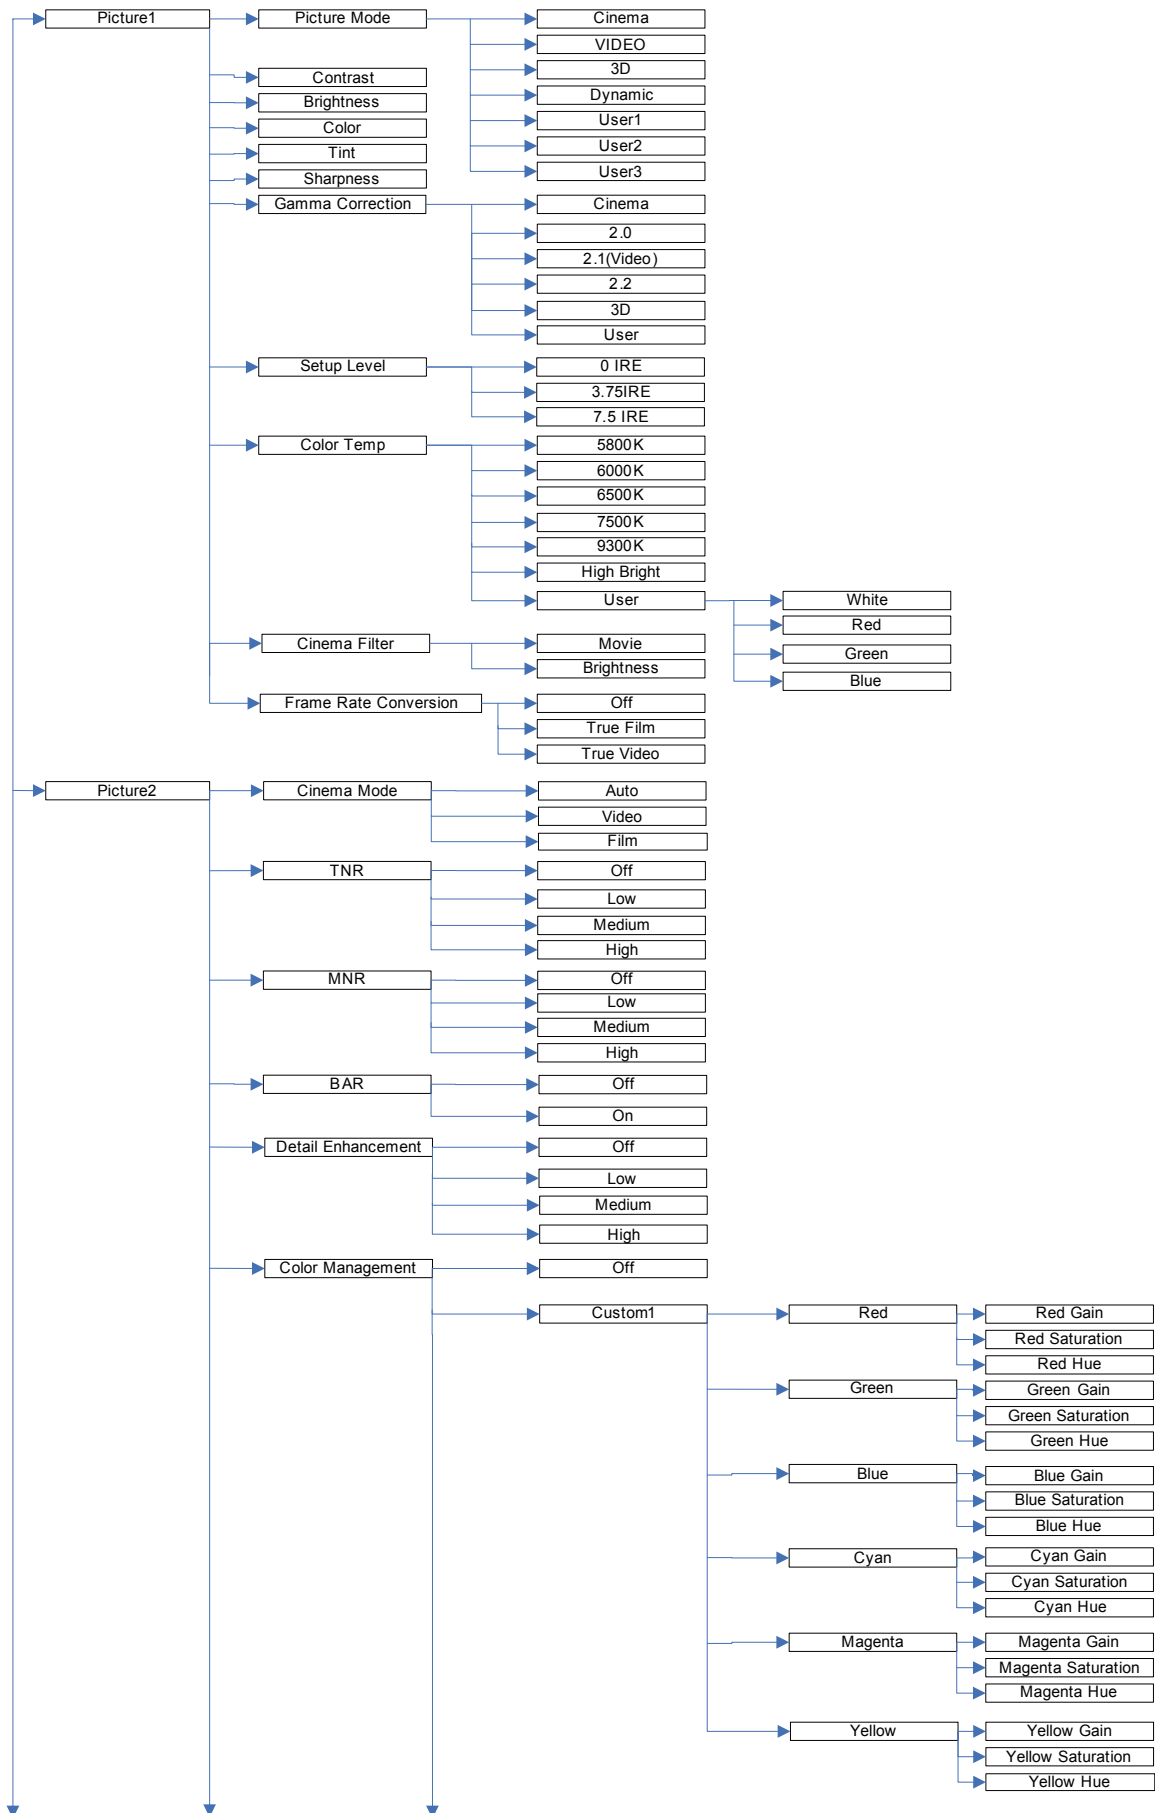 Picture1
Picture Mode
Cinema
VIDEO
3D
Dynamic
User1
User2
User3
Contrast
Brightness
Color
Tint
Sharpness
Gamma Correction
Cinema
2.0
2.1(Video)
2.2
3D
User
Setup Level
0 IRE
3.75IRE
7.5 IRE
Color Temp
5800K
6000K
6500K
7500K
9300K
High Bright
User
White
Red
Green
Blue
Cinema Filter
Movie
Brightness
Frame Rate Conversion
Off
True Film
True Video
Picture2
Cinema Mode
Auto
Video
Film
TNR
Off
Low
Medium
High
MNR
Off
Low
Medium
High
BAR
Off
On
Detail Enhancement
Off
Low
Medium
High
Color Management
Off
Custom1
Red
Red Gain
Red Saturation
Red Hue
Green
Green Gain
Green Saturation
Green Hue
Blue
Blue Gain
Blue Saturation
Blue Hue
Cyan
Cyan Gain
Cyan Saturation
Cyan Hue
Magenta
Magenta Gain
Magenta Saturation
Magenta Hue
Yellow
Yellow Gain
Yellow Saturation
Yellow Hue